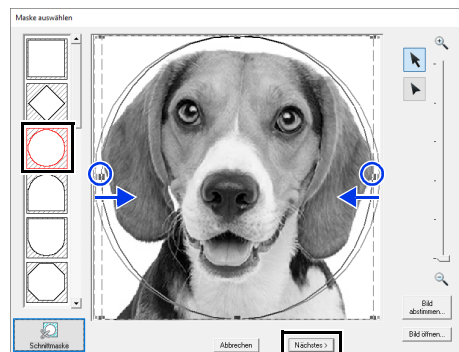 Maske auswählen
Bild
abstimmen...
Bild öffnen...
Schnittmaske
Abbrechen
Nächstes >